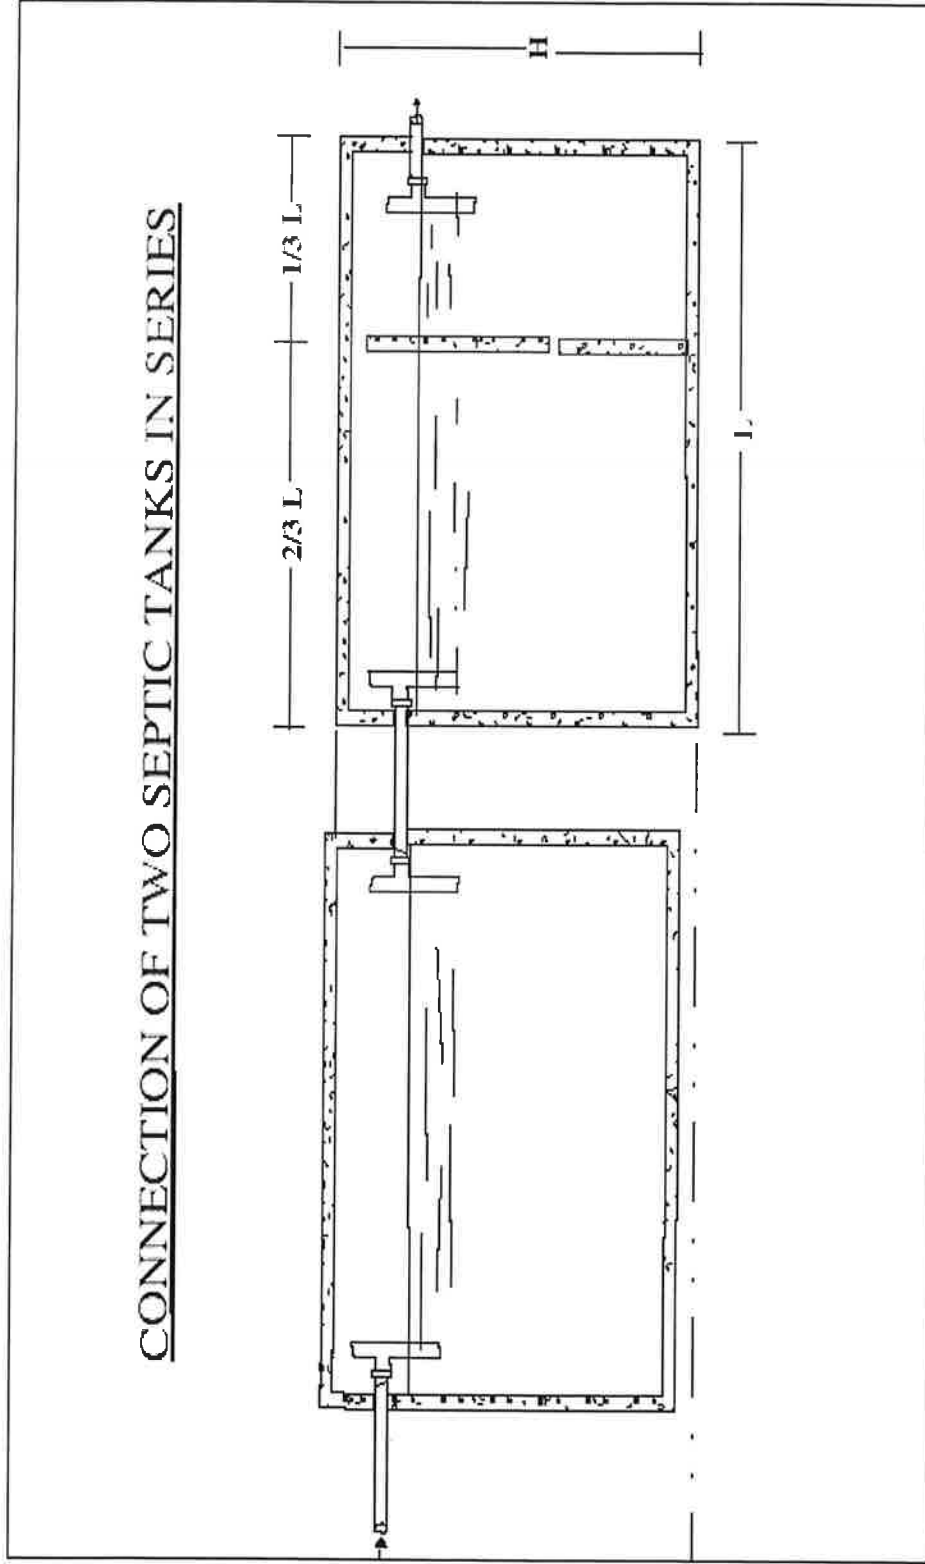 CONNECTION OF TWO SEPTIC TANKS IN SERIES
2/3 L
1/3 L
H
L